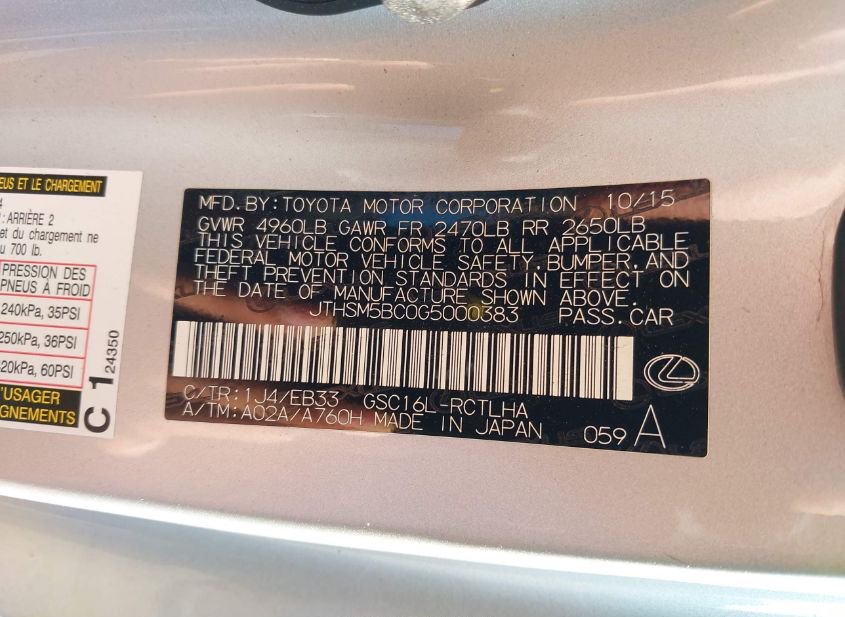 EUS ET LE CHARGEMENT
4
: ARRIÈRE 2
et du chargement ne
u 700 lb.
PRESSION DES
PNEUS À FROID
240kPa, 35PSI
250kPa, 36PSI
20kPa, 60PSI
'USAGER
GNEMENTS
C 1 24350
MFD. BY: TOYOTA MOTOR CORPORATION 10/15
GVWR 4960LB GAWR FR 2470LB RR 2650LB
THIS VEHICLE CONFORMS TO ALL APPLICABLE
FEDERAL MOTOR VEHICLE SAFETY, BUMPER, AND
THEFT PREVENTION STANDARDS IN EFFECT ON
THE DATE OF MANUFACTURE SHOWN ABOVE.
JTHSM5BC0G5000383 PASS. CAR
C/TR: 1J4/EB33 GSC16L-RCTLHA
A/TM: A02A/A760H MADE IN JAPAN 059 A